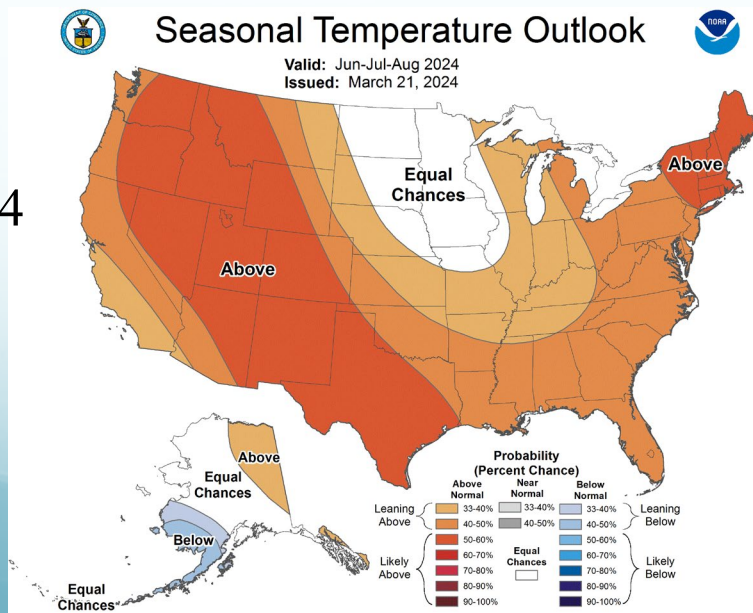 NOAA
Seasonal Temperature Outlook
Valid: Jun-Jul-Aug 2024
Issued: March 21, 2024
4
Equal
Chances
Above
Above
Above
Equal
Chances
Below
Equal
Chances
Probability
(Percent Chance)
Above
Normal
Near
Normal
Below
Normal
Leaning
Above
33-40%
40-50%
33-40%
40-50%
33-40%
40-50%
Leaning
Below
Likely
Above
50-60%
60-70%
70-80%
80-90%
90-100%
Equal
Chances
50-60%
60-70%
70-80%
80-90%
90-100%
Likely
Below